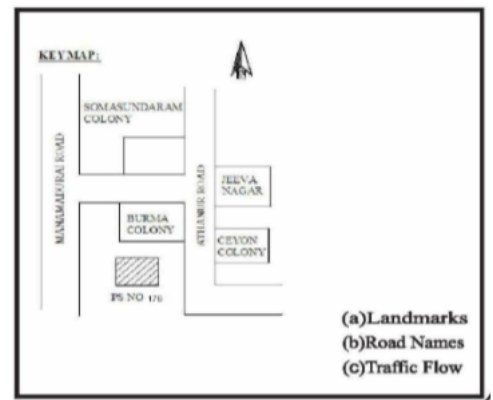 KEY MAP:
SOMASUNDARAM
COLONY
MANAMADURAI ROAD
ATHANUR ROAD
JEEVA
NAGAR
BURMA
COLONY
CEYON
COLONY
PS NO 176
(a)Landmarks
(b)Road Names
(c)Traffic Flow